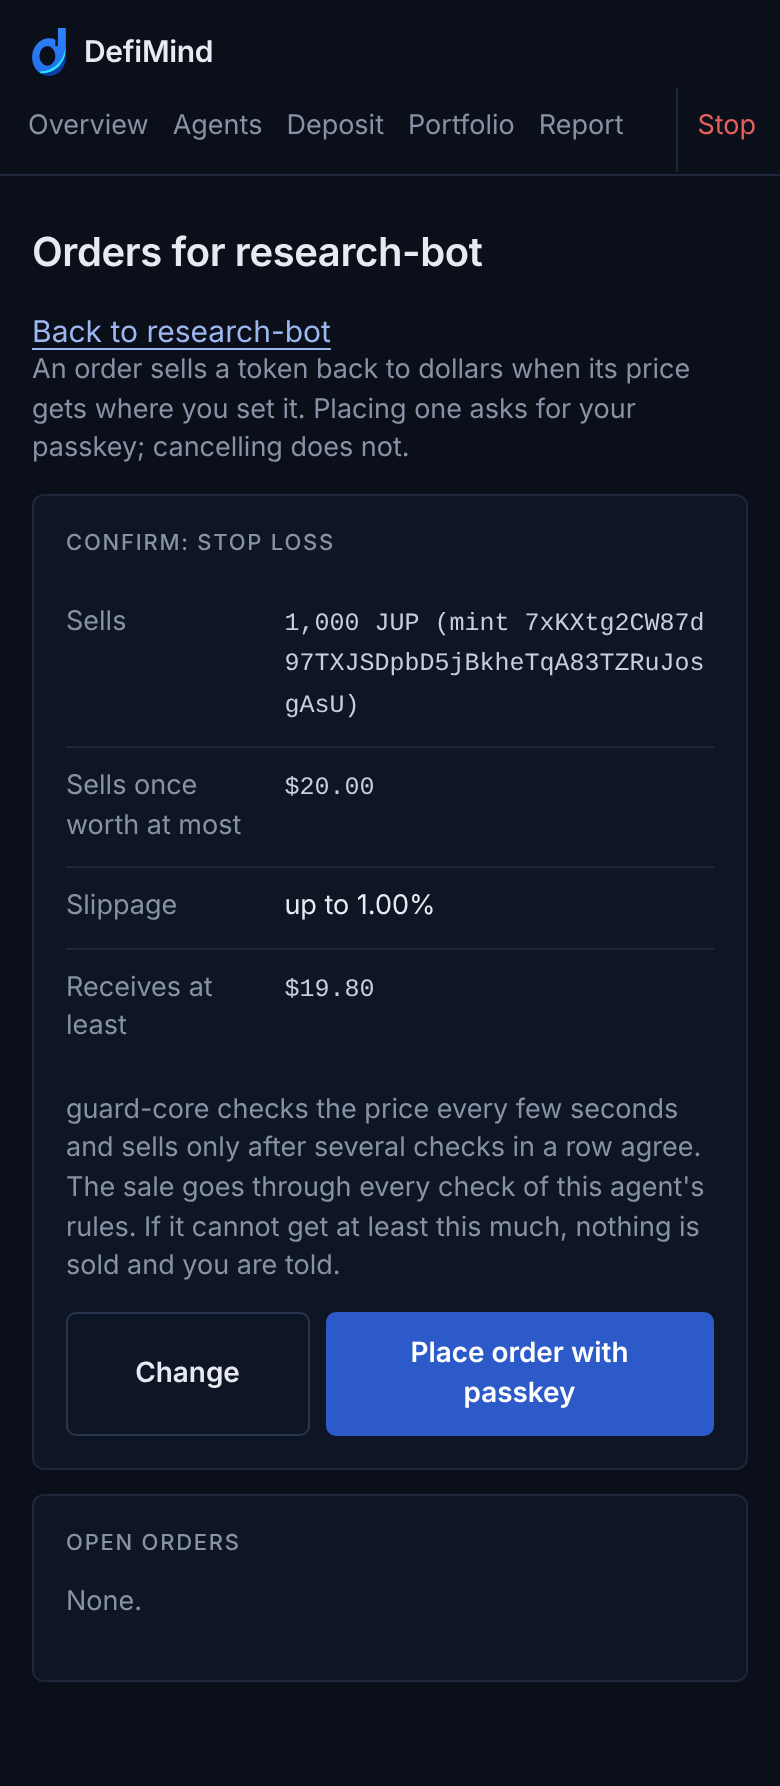 DefiMind
Overview Agents Deposit Portfolio Report Stop
Orders for research-bot
Back to research-bot
An order sells a token back to dollars when its price
gets where you set it. Placing one asks for your
passkey; cancelling does not.
CONFIRM: STOP LOSS
Sells 1,000 JUP (mint 7xKXtg2CW87d
97TXJSDpbD5jBkheTqA83TZRuJos
gAsU)
Sells once $20.00
worth at most
Slippage up to 1.00%
Receives at $19.80
least
guard-core checks the price every few seconds
and sells only after several checks in a row agree.
The sale goes through every check of this agent's
rules. If it cannot get at least this much, nothing is
sold and you are told.
Change
Place order with
passkey
OPEN ORDERS
None.